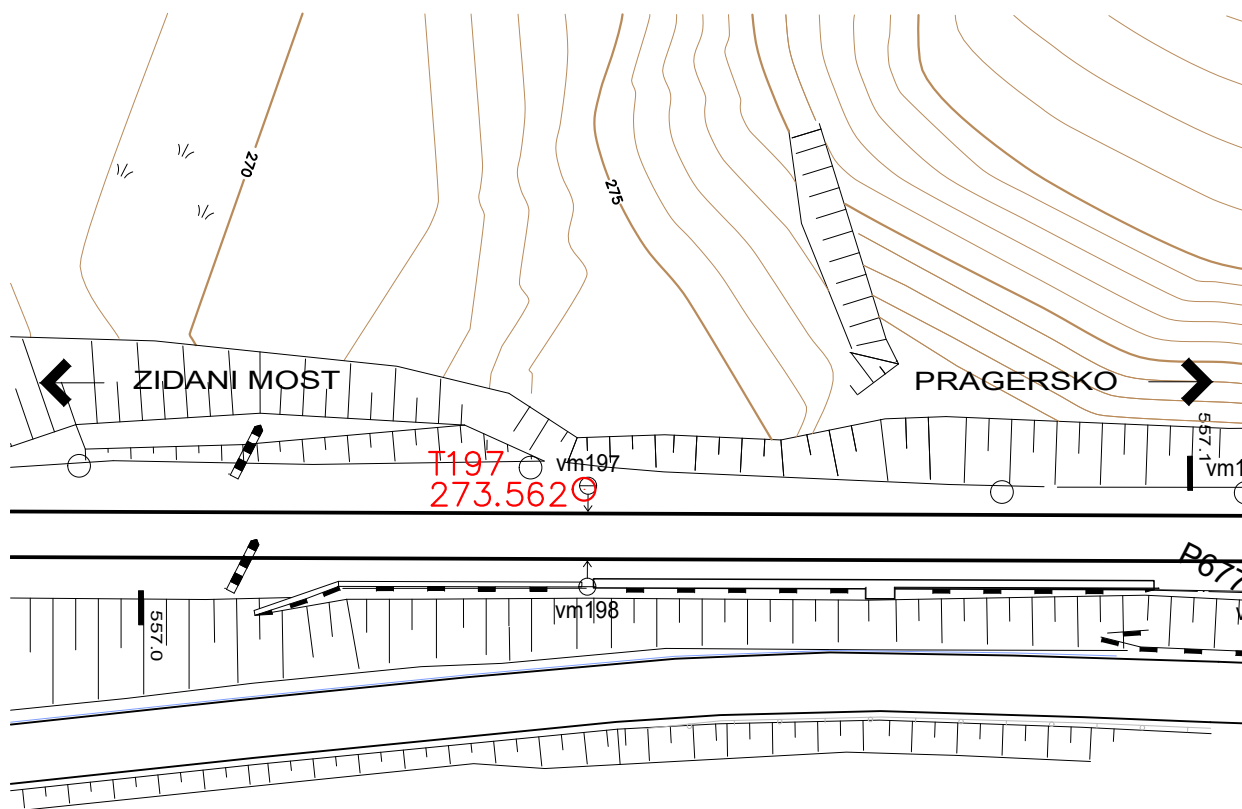 270
275
ZIDANI MOST
PRAGERSKO
557.1
T197
vm197
273.562
vm198
557.0